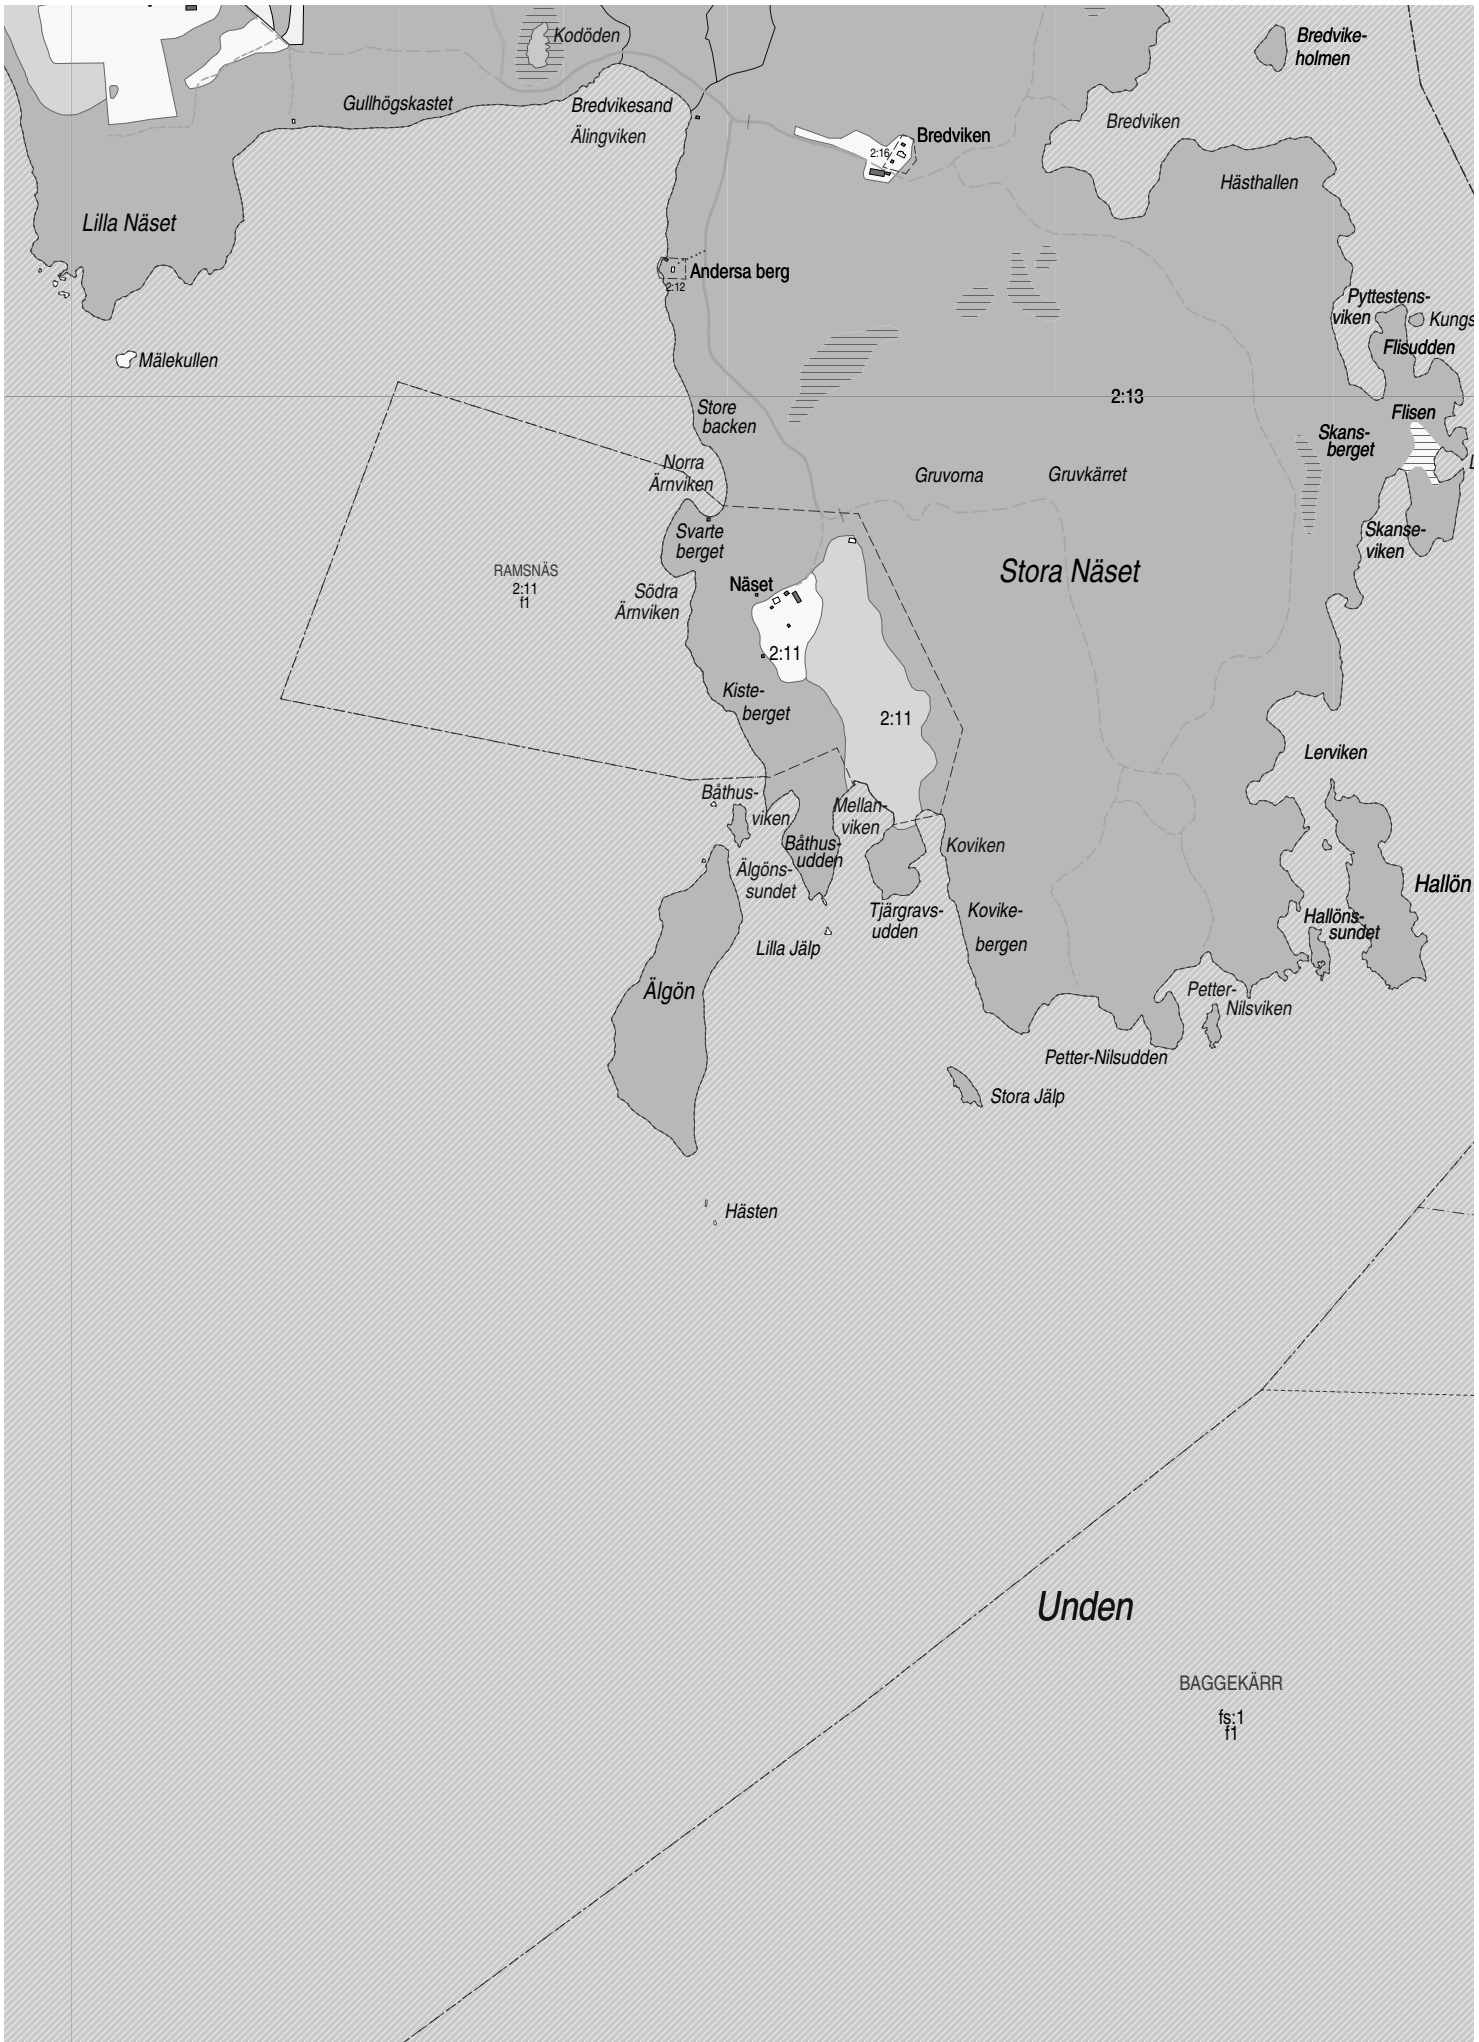 Kodöden
Bredvike-
holmen
Gullhögskastet
Bredvikesand
Älingviken
Bredviken
Bredviken
2:16
Hästhallen
Lilla Näset
Andersa berg
2:12
Pyttestens-
viken
Kungs
Flisudden
Mälekullen
2:13
Store
backen
Flisen
Skans-
berget
Norra
Ärnviken
Gruvorna
Gruvkärret
L
Svarte
berget
Skanse-
viken
RAMSNÄS
2:11
f1
Stora Näset
Näset
Södra
Ärnviken
2:11
Kiste-
berget
2:11
Lerviken
Båthus-
viken
Mellan-
viken
Båthus-
udden
Koviken
Älgöns-
sundet
Hallön
Tjärgravs-
udden
Kovike-
bergen
Hallöns-
sundet
Lilla Jälp
Älgön
Petter-
Nilsviken
Petter-Nilsudden
Stora Jälp
Hästen
Unden
BAGGEKÄRR
fs:1
f1